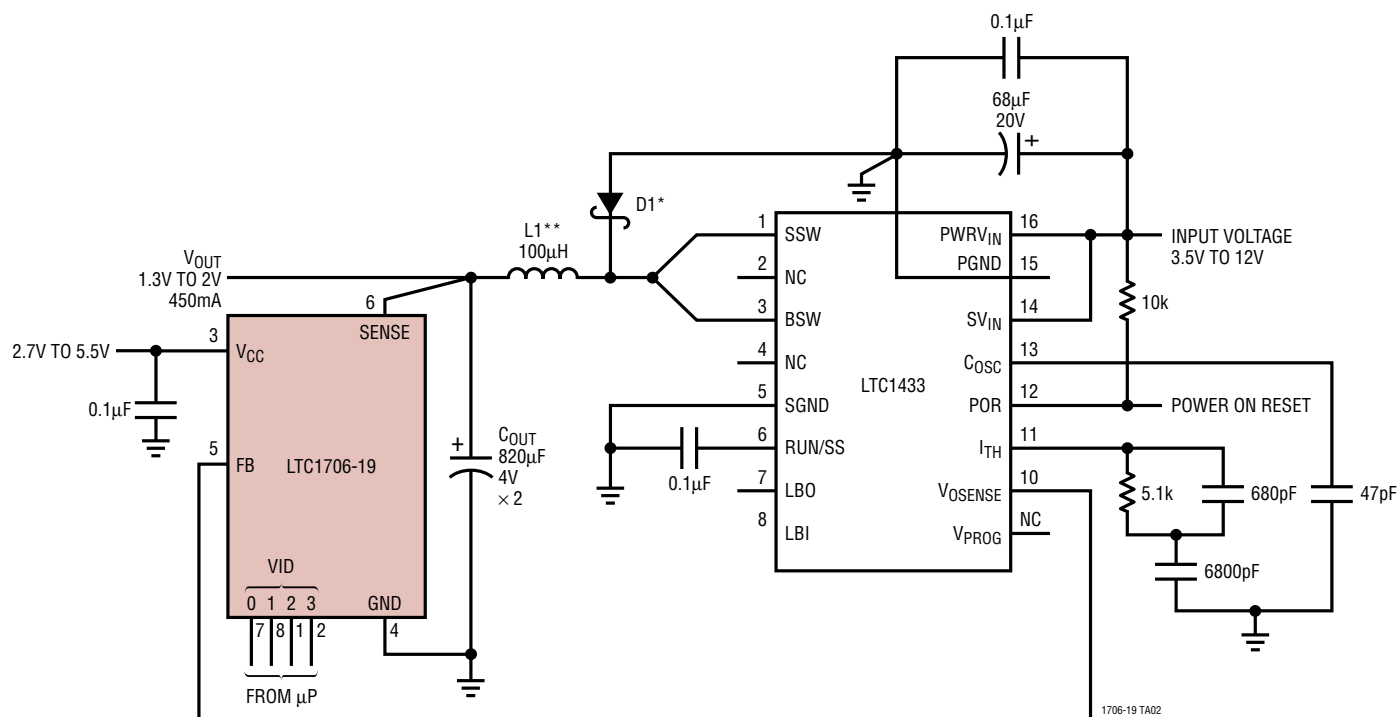 0.1μF
68μF
20V
D1*
L1**
100μH
VOUT
1.3V TO 2V
450mA
6
SENSE
3
VCC
2.7V TO 5.5V
0.1μF
5
FB
LTC1706-19
COUT
820μF
4V
× 2
+
VID
0 1 2 3
GND
7 8 1 2
4
FROM μP
1
SSW
2
NC
3
BSW
4
NC
5
SGND
6
RUN/SS
0.1μF
7
LBO
8
LBI
LTC1433
PWRVIN
16
PGND
15
SVIN
14
COSC
13
POR
12
ITH
11
VOSENSE
10
VPROG
NC
+
INPUT VOLTAGE
3.5V TO 12V
10k
POWER ON RESET
5.1k
680pF
47pF
6800pF
1706-19 TA02